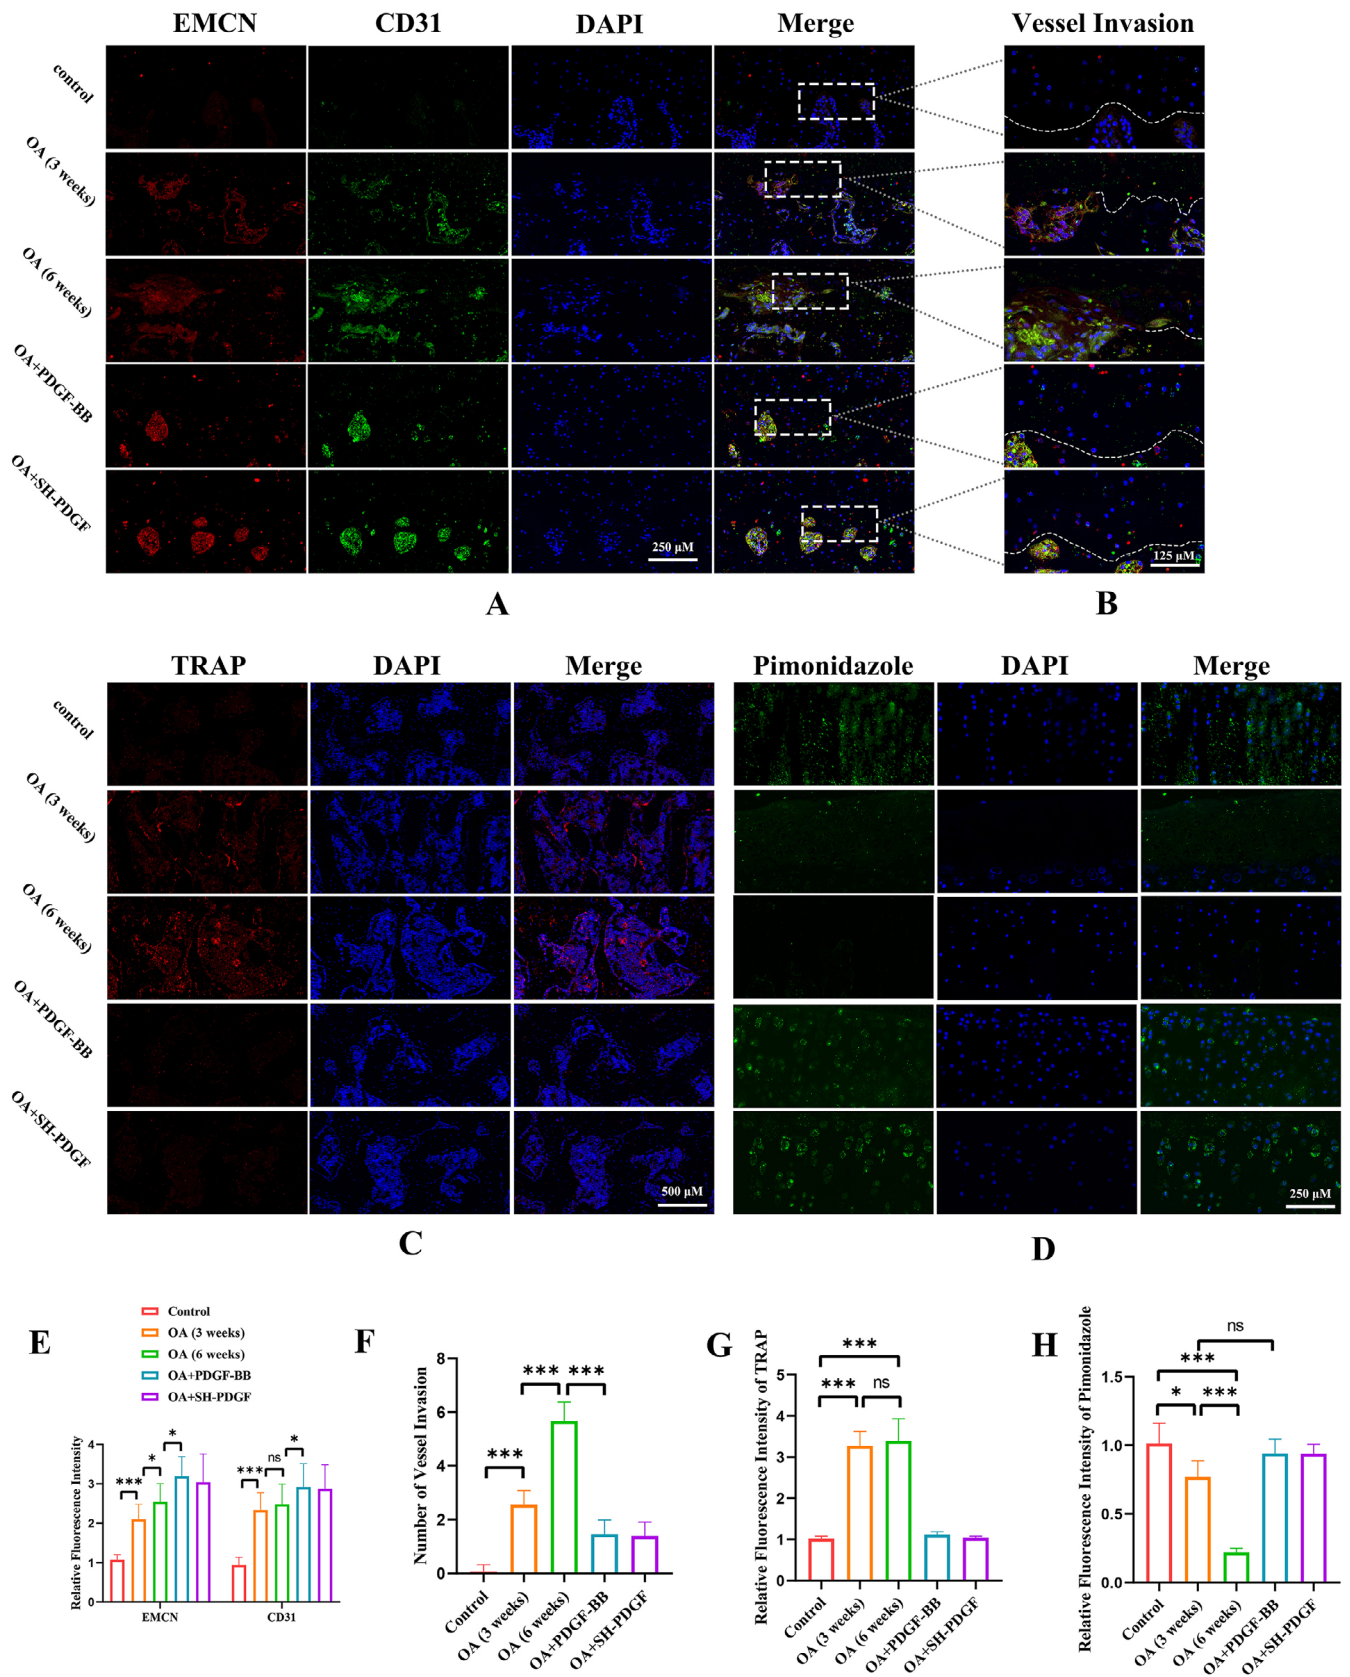 EMCN CD31 DAPI Merge Vessel Invasion
control
OA (3 weeks)
OA (6 weeks)
OA+PDGF-BB
OA+SH-PDGF
250 μM
125 μM
A B
TRAP DAPI Merge Pimonidazole DAPI Merge
control
OA (3 weeks)
OA (6 weeks)
OA+PDGF-BB
OA+SH-PDGF
500 μM
250 μM
C D
E
Control
OA (3 weeks)
OA (6 weeks)
OA+PDGF-BB
OA+SH-PDGF
Relative Fluorescence Intensity
4
3
2
1
0
*** * * *** ns *
EMCN CD31
F
Number of Vessel Invasion
8
6
4
2
0
*** *** ***
Control
OA (3 weeks)
OA (6 weeks)
OA+PDGF-BB
OA+SH-PDGF
G
Relative Fluorescence Intensity of TRAP
5
4
3
2
1
0
***
*** ns
Control
OA (3 weeks)
OA (6 weeks)
OA+PDGF-BB
OA+SH-PDGF
H
Relative Fluorescence Intensity of Pimonidazole
1.5
1.0
0.5
0.0
ns
***
* ***
Control
OA (3 weeks)
OA (6 weeks)
OA+PDGF-BB
OA+SH-PDGF